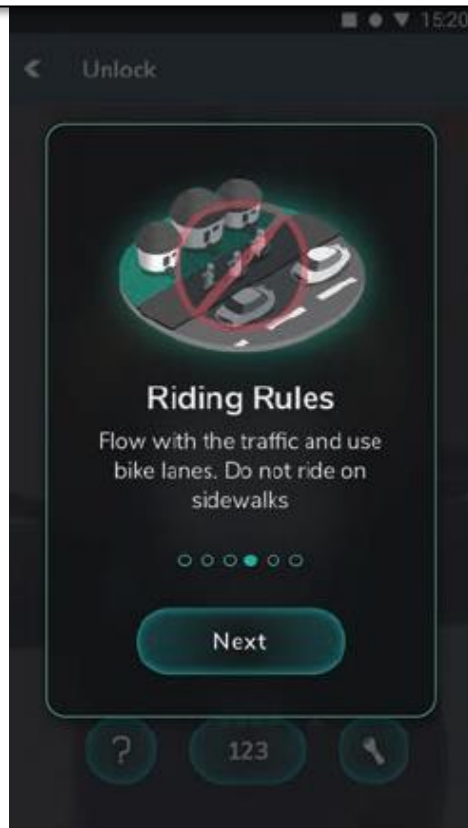 15:20
Unlock
Riding Rules
Flow with the traffic and use
bike lanes. Do not ride on
sidewalks
Next
?
123